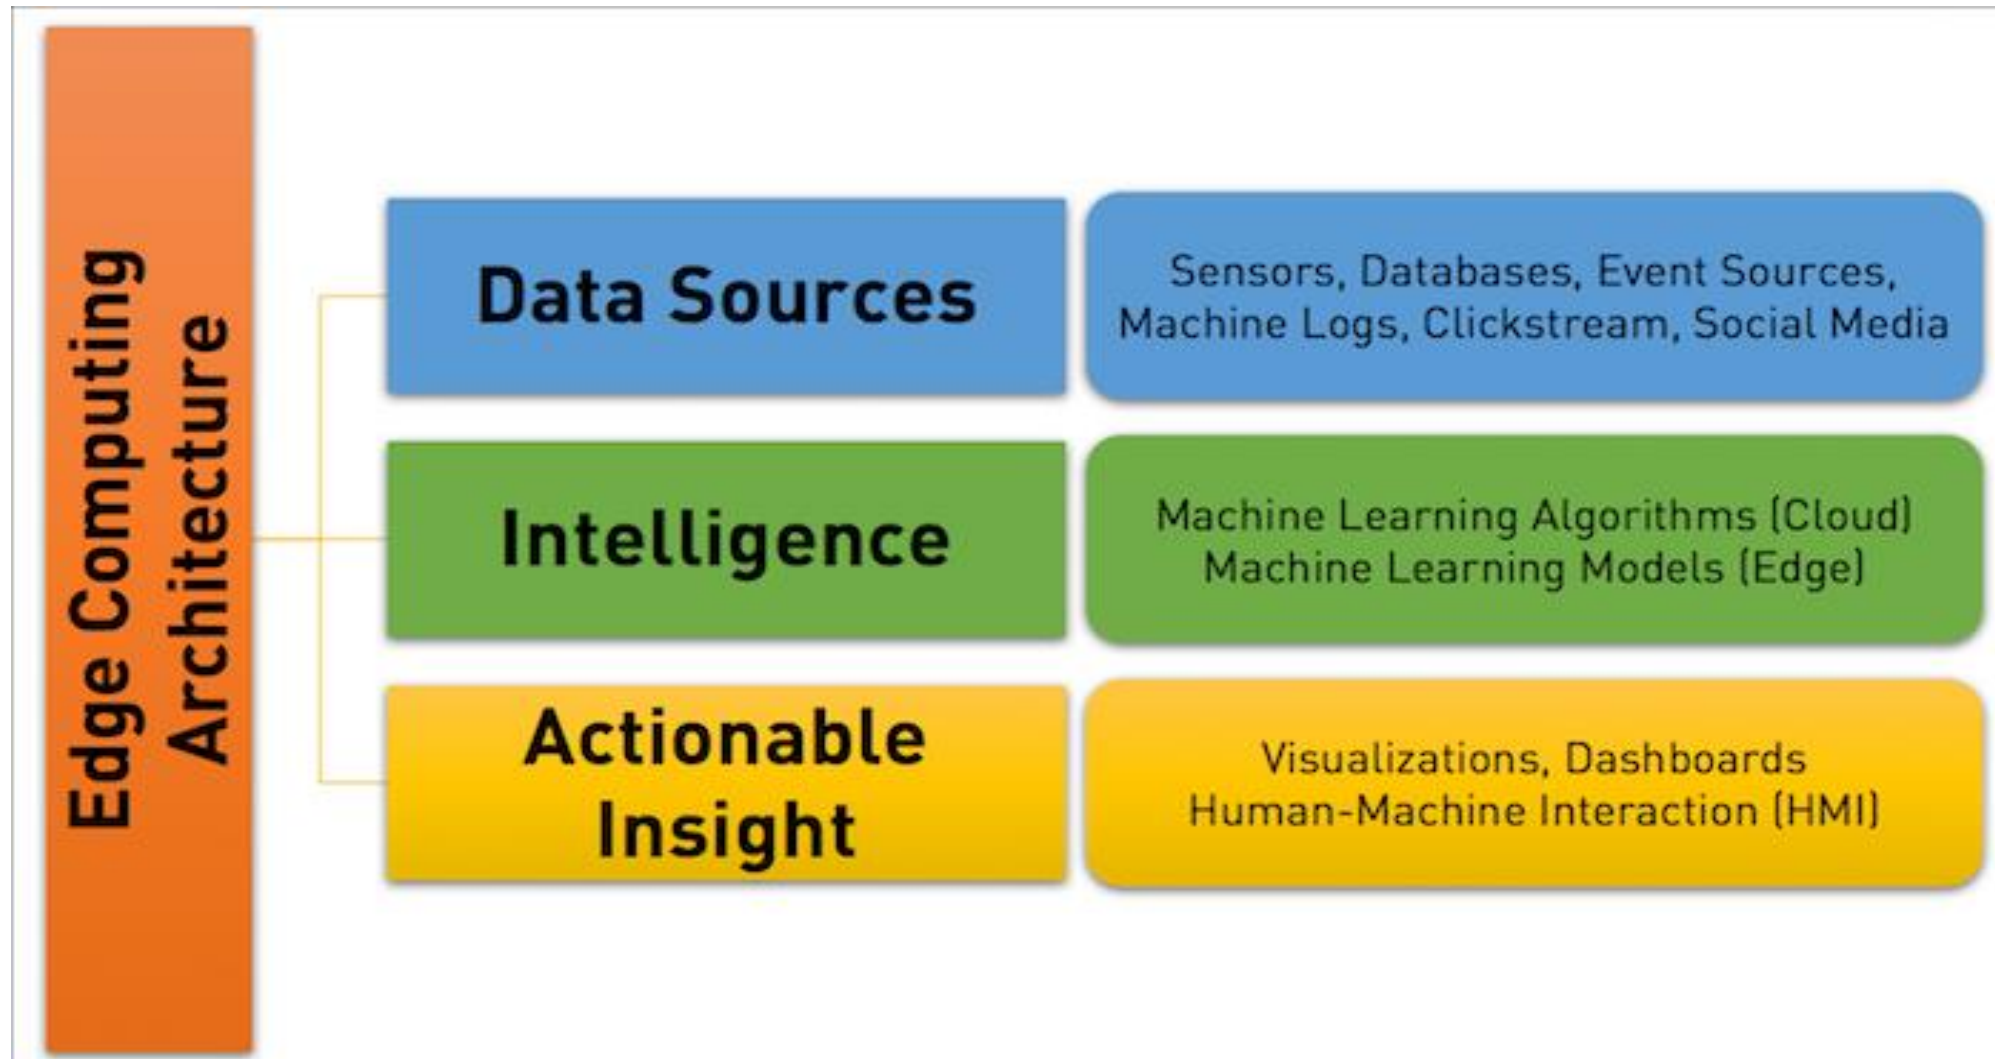 Edge Computing
Architecture
Data Sources
Sensors, Databases, Event Sources,
Machine Logs, Clickstream, Social Media
Intelligence
Machine Learning Algorithms (Cloud)
Machine Learning Models (Edge)
Actionable
Insight
Visualizations, Dashboards
Human-Machine Interaction (HMI)